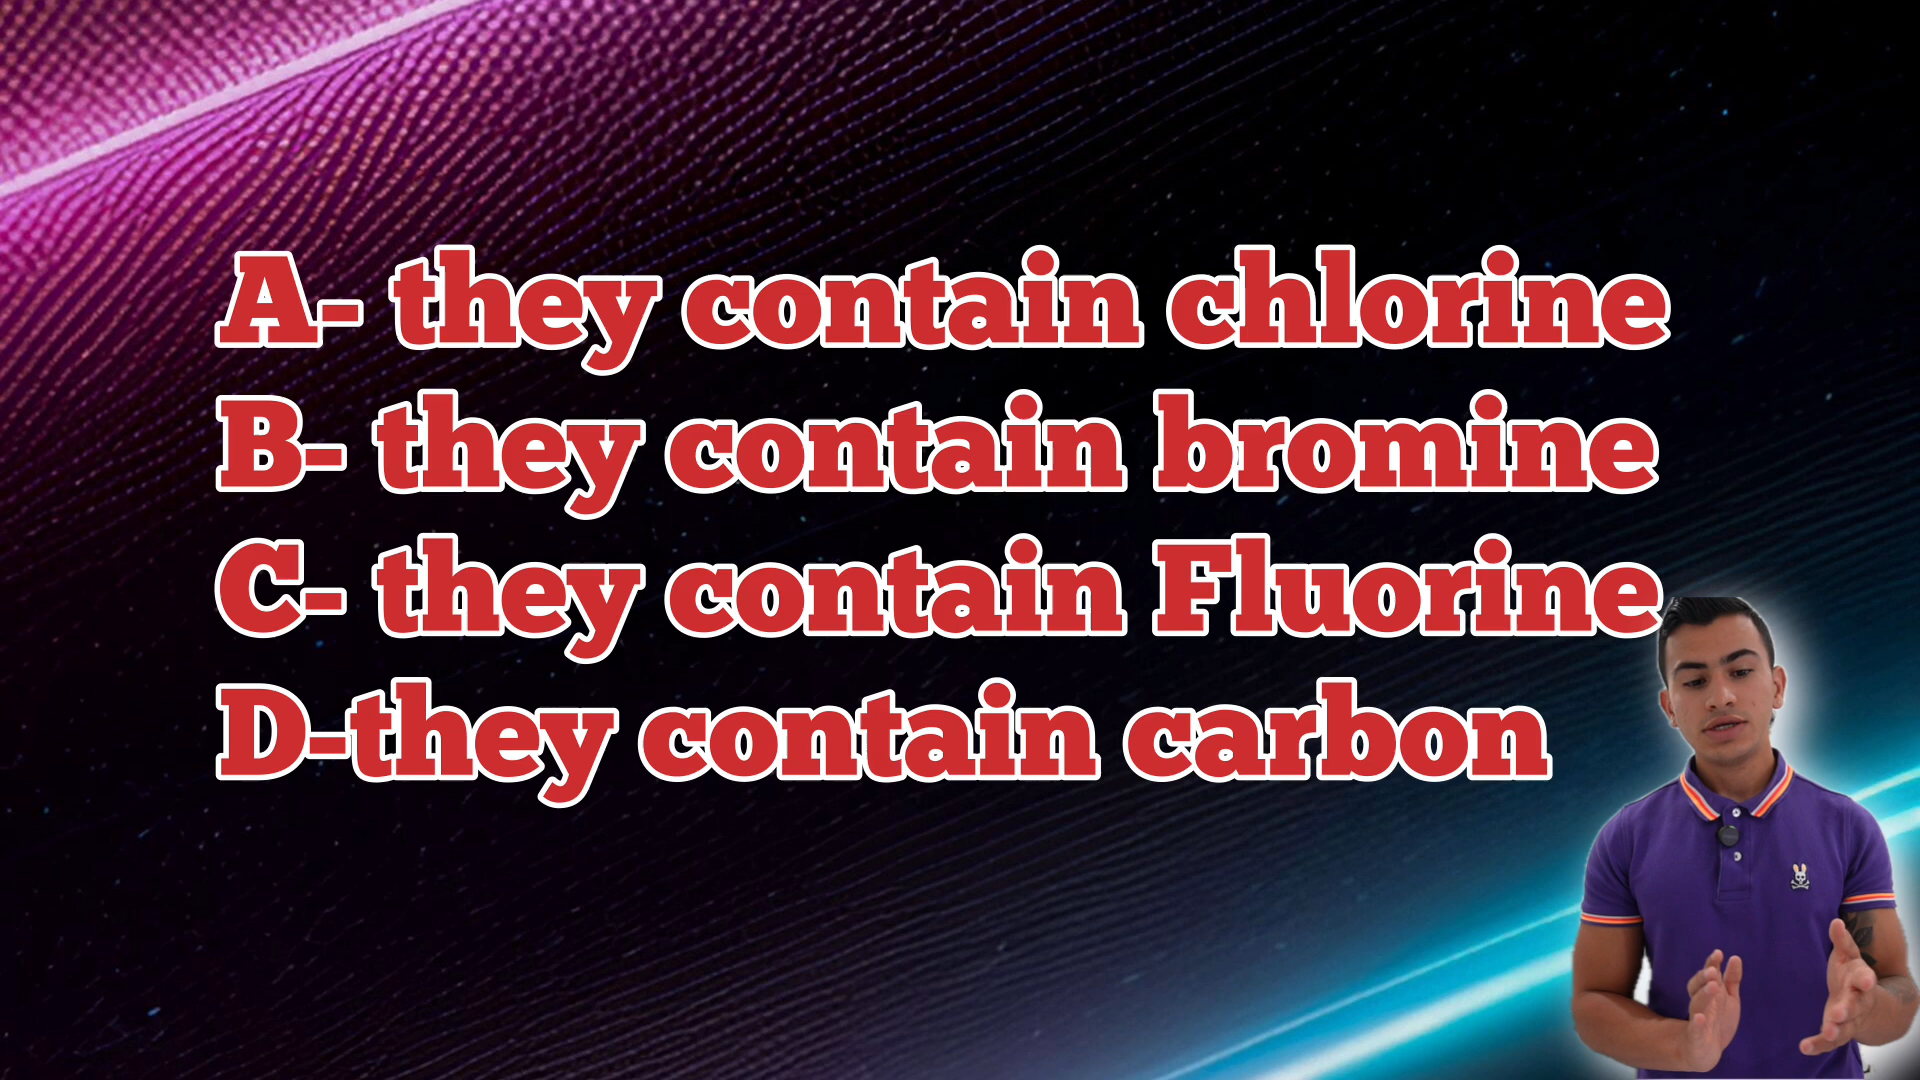 A- they contain chlorine
B- they contain bromine
C- they contain Fluorine
D-they contain carbon